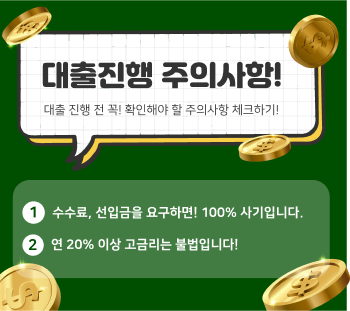 대출진행 주의사항!
대출 진행 전 꼭! 확인해야 할 주의사항 체크하기!
1 수수료, 선입금을 요구하면! 100% 사기입니다.
2 연 20% 이상 고금리는 불법입니다!